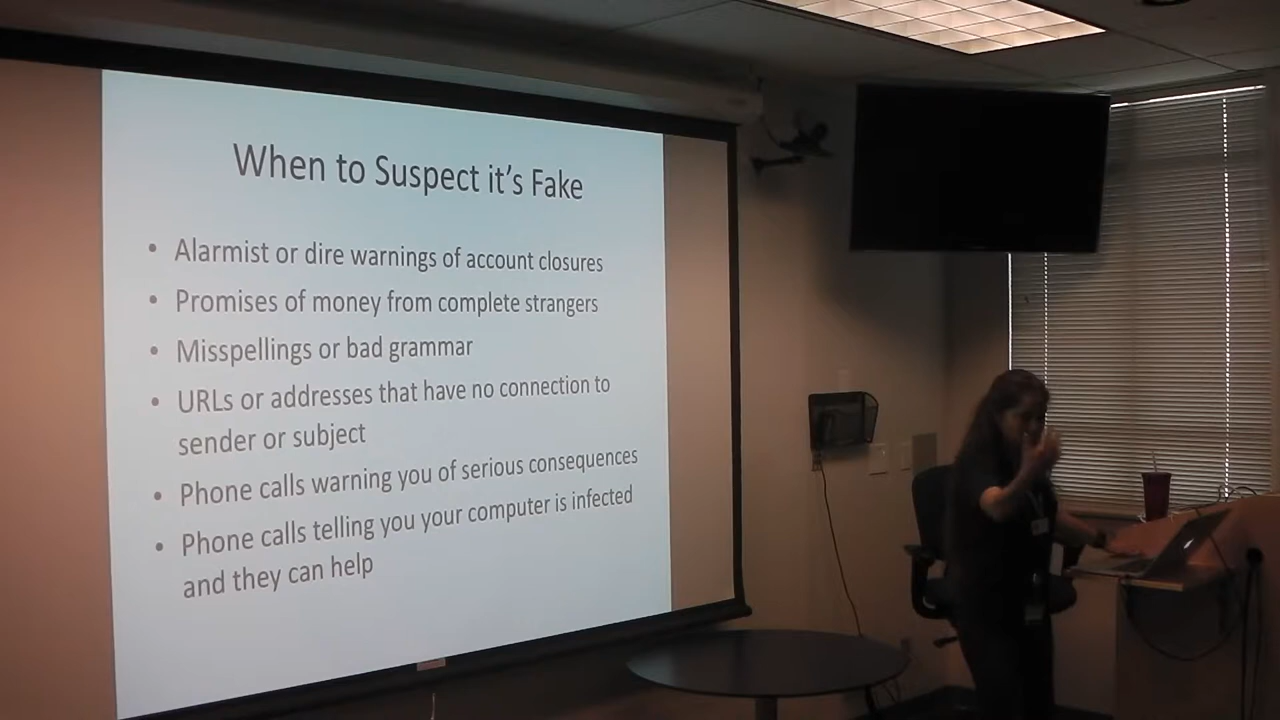 When to Suspect it's Fake
• Alarmist or dire warnings of account closures
• Promises of money from complete strangers
• Misspellings or bad grammar
• URLs or addresses that have no connection to
sender or subject
• Phone calls warning you of serious consequences
• Phone calls telling you your computer is infected
and they can help